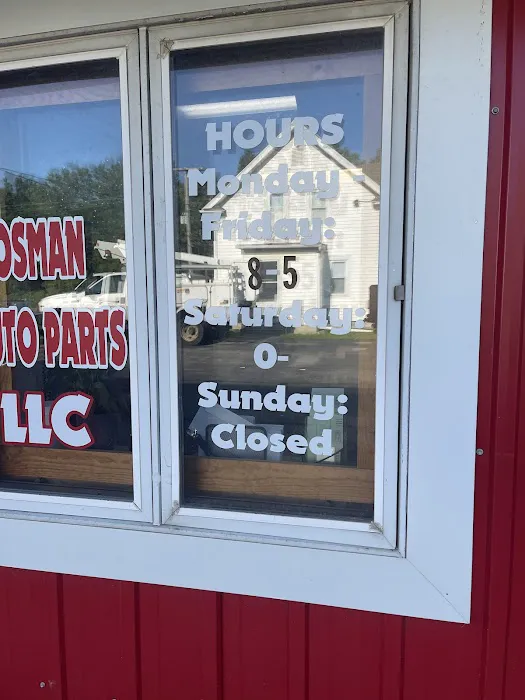 OSMAN
UTO PARTS
LLC
HOURS
Monday -
Friday:
8-5
Saturday:
0-
Sunday:
Closed